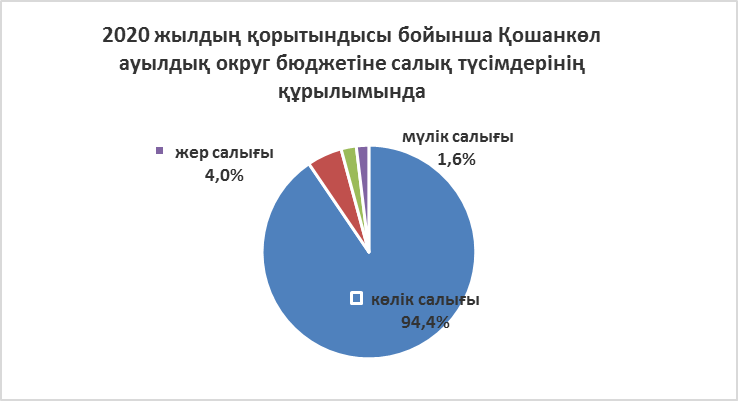 2020 жылдың қорытындысы бойынша Қошанкөл
ауылдық округ бюджетіне салық түсімдерінің
құрылымында
мүлік салығы
1,6%
жер салығы
4,0%
көлік салығы
94,4%